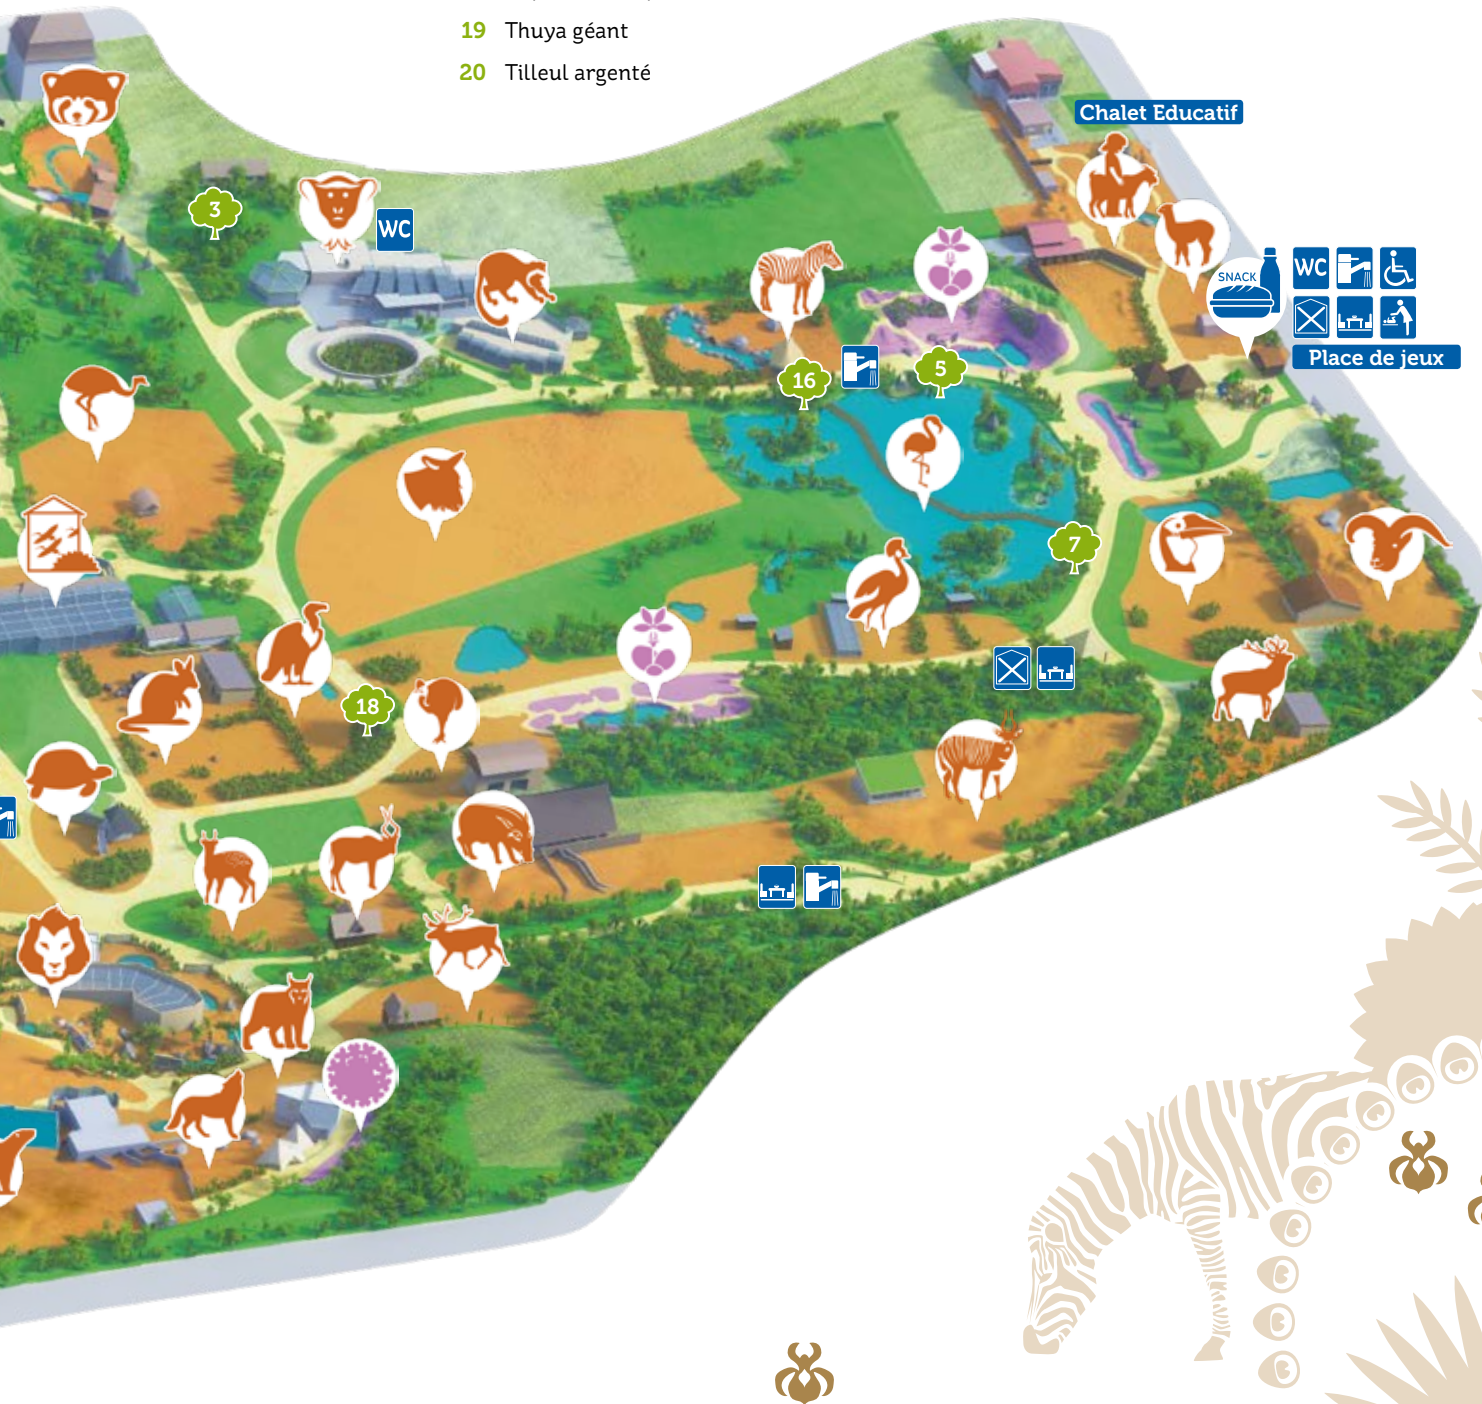 19 Thuya géant
20 Tilleul argenté
Chalet Educatif
3
WC
SNACK
WC
Place de jeux
16
5
7
18